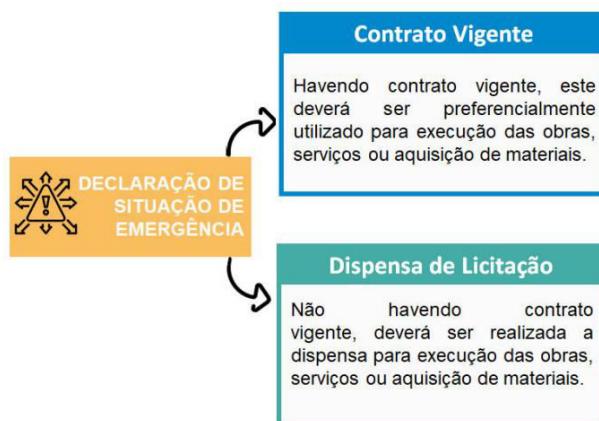 DECLARAÇÃO DE
SITUAÇÃO DE
EMERGÊNCIA
Contrato Vigente
Havendo contrato vigente, este
deverá ser preferencialmente
utilizado para execução das obras,
serviços ou aquisição de materiais.
Dispensa de Licitação
Não havendo contrato
vigente, deverá ser realizada a
dispensa para execução das obras,
serviços ou aquisição de materiais.